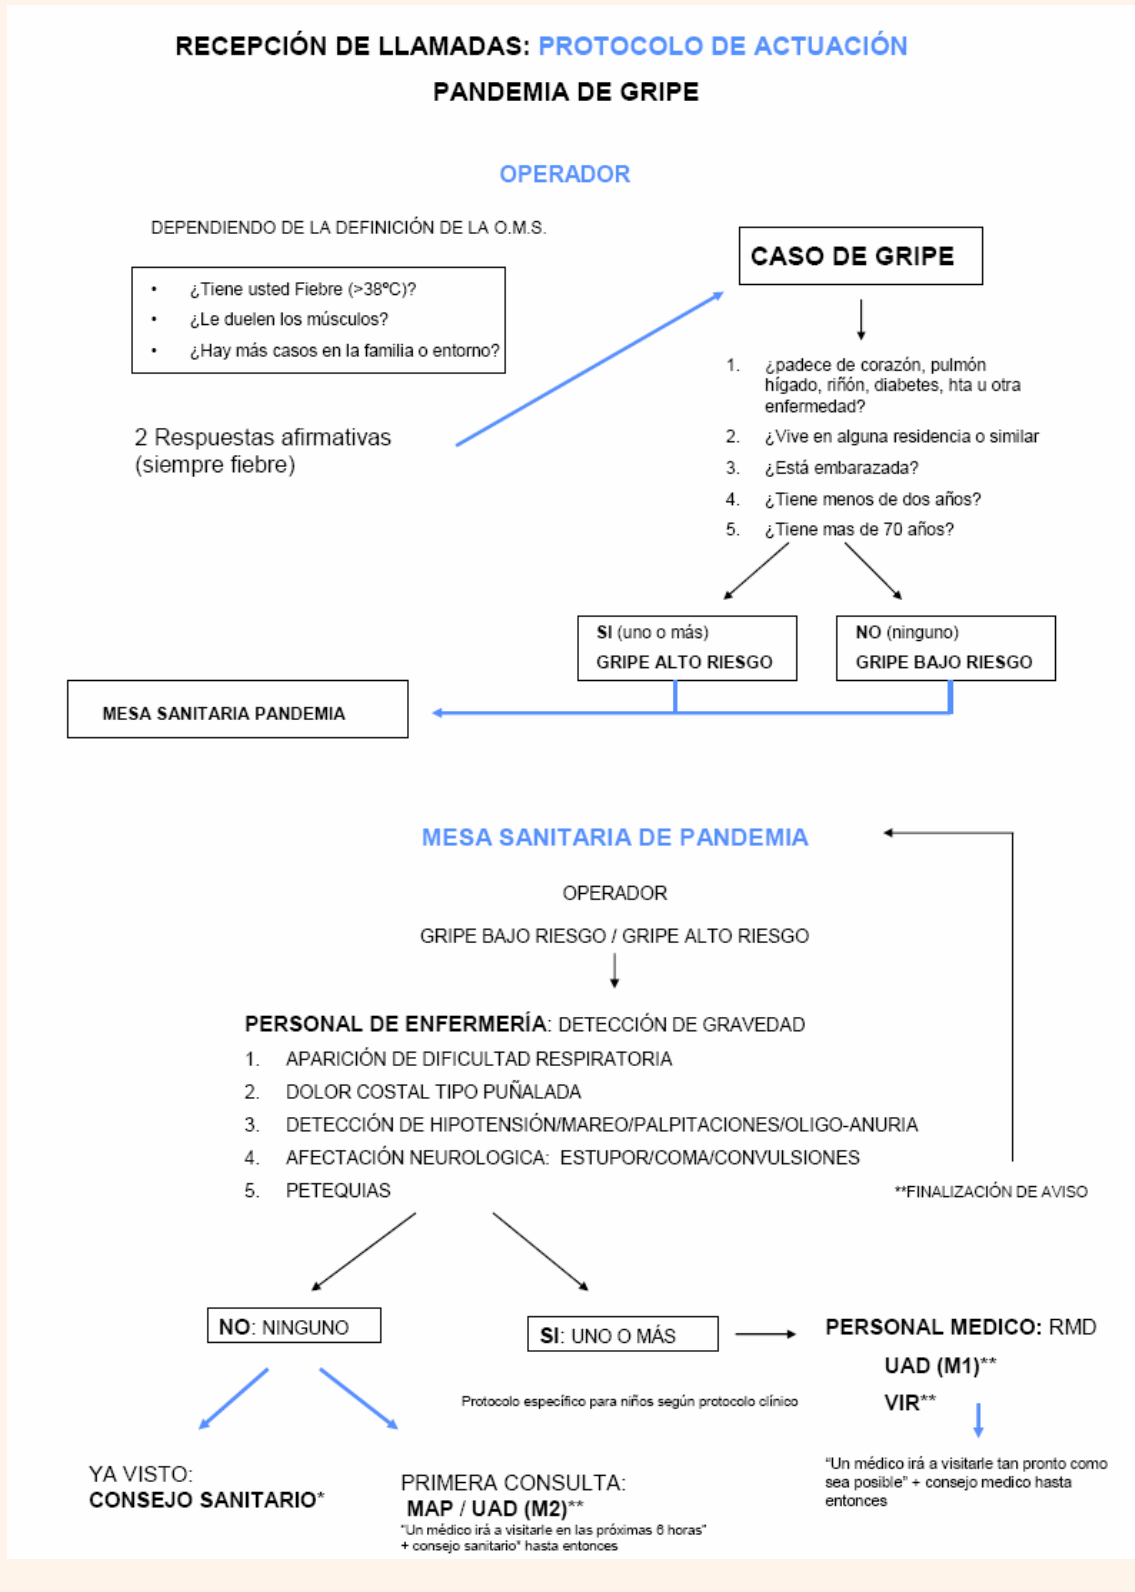 RECEPCIÓN DE LLAMADAS: PROTOCOLO DE ACTUACIÓN
PANDEMIA DE GRIPE
OPERADOR
DEPENDIENDO DE LA DEFINICIÓN DE LA O.M.S.
• ¿Tiene usted Fiebre (>38ºC)?
• ¿Le duelen los músculos?
• ¿Hay más casos en la familia o entorno?
2 Respuestas afirmativas
(siempre fiebre)
CASO DE GRIPE
1. ¿padece de corazón, pulmón
hígado, riñón, diabetes, hta u otra
enfermedad?
2. ¿Vive en alguna residencia o similar
3. ¿Está embarazada?
4. ¿Tiene menos de dos años?
5. ¿Tiene mas de 70 años?
SI (uno o más)
GRIPE ALTO RIESGO
NO (ninguno)
GRIPE BAJO RIESGO
MESA SANITARIA PANDEMIA
MESA SANITARIA DE PANDEMIA
OPERADOR
GRIPE BAJO RIESGO / GRIPE ALTO RIESGO
PERSONAL DE ENFERMERÍA: DETECCIÓN DE GRAVEDAD
1. APARICIÓN DE DIFICULTAD RESPIRATORIA
2. DOLOR COSTAL TIPO PUÑALADA
3. DETECCIÓN DE HIPOTENSIÓN/MAREO/PALPITACIONES/OLIGO-ANURIA
4. AFECTACIÓN NEUROLOGICA: ESTUPOR/COMA/CONVULSIONES
5. PETEQUIAS
**FINALIZACIÓN DE AVISO
NO: NINGUNO
SI: UNO O MÁS
PERSONAL MEDICO: RMD
UAD (M1)**
VIR**
Protocolo específico para niños según protocolo clínico
"Un médico irá a visitarle tan pronto como
sea posible" + consejo medico hasta
entonces
YA VISTO:
CONSEJO SANITARIO*
PRIMERA CONSULTA:
MAP / UAD (M2)**
"Un médico irá a visitarle en las próximas 6 horas"
+ consejo sanitario* hasta entonces